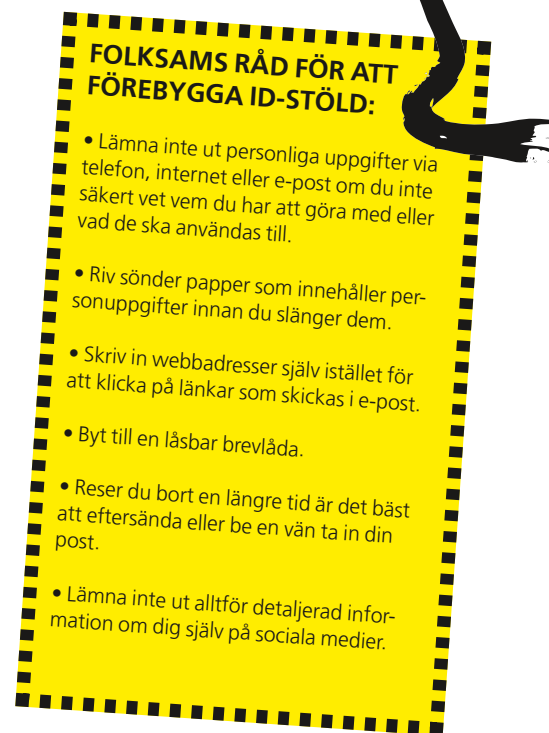 FOLKSAMS RÅD FÖR ATT
FÖREBYGGA ID-STÖLD:
• Lämna inte ut personliga uppgifter via
telefon, internet eller e-post om du inte
säkert vet vem du har att göra med eller
vad de ska användas till.
• Riv sönder papper som innehåller per-
sonuppgifter innan du slänger dem.
• Skriv in webbadresser själv istället för
att klicka på länkar som skickas i e-post.
• Byt till en låsbar brevlåda.
• Reser du bort en längre tid är det bäst
att eftersända eller be en vän ta in din
post.
• Lämna inte ut alltför detaljerad infor-
mation om dig själv på sociala medier.